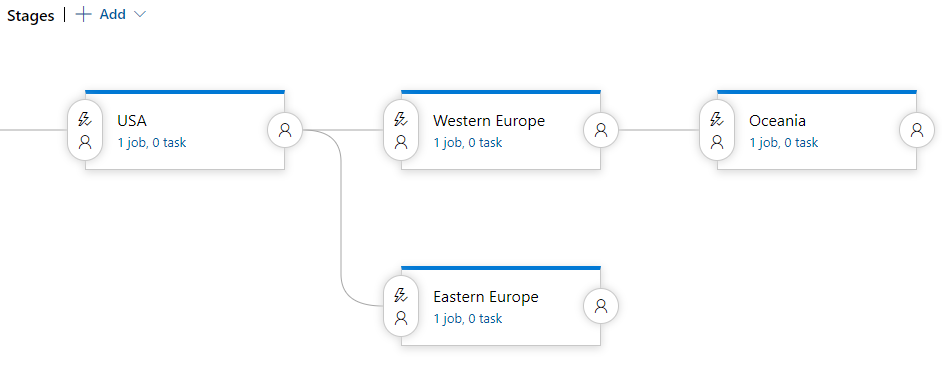 Stages | + Add
USA
1 job, 0 task
Western Europe
1 job, 0 task
Oceania
1 job, 0 task
Eastern Europe
1 job, 0 task